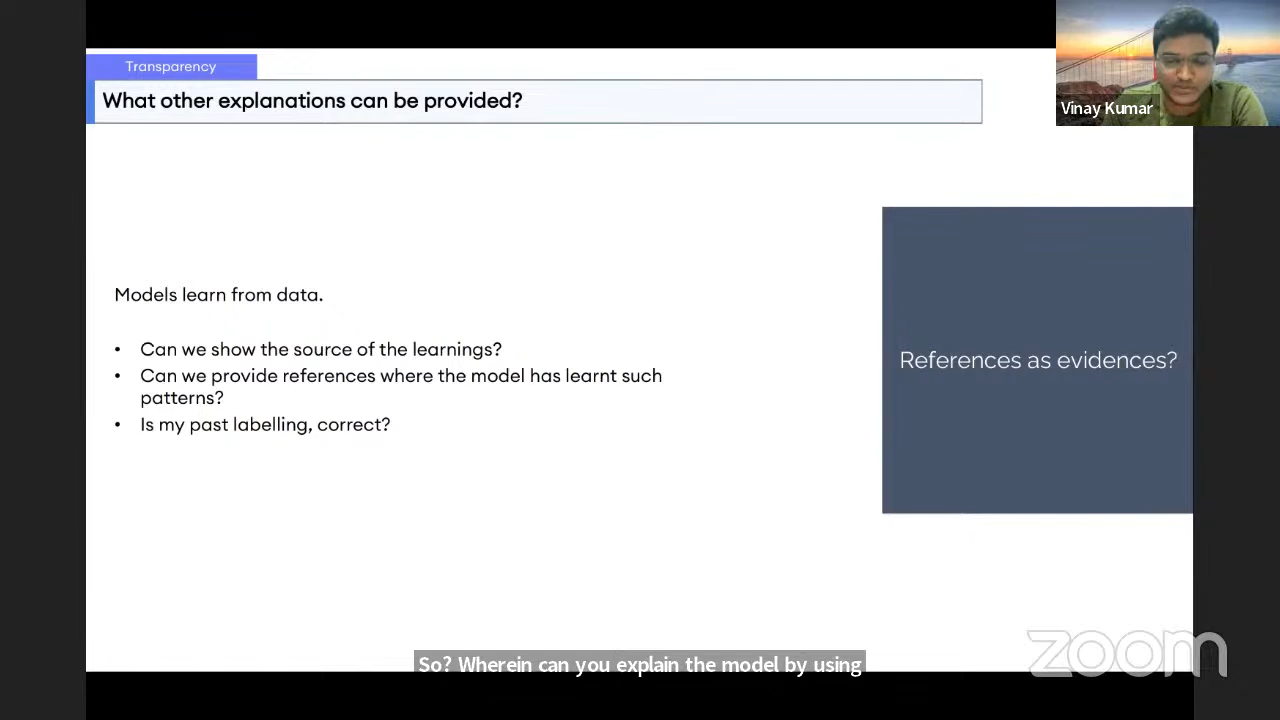 Transparency
What other explanations can be provided?
Vinay Kumar
Models learn from data.
• Can we show the source of the learnings?
• Can we provide references where the model has learnt such
patterns?
• Is my past labelling, correct?
References as evidences?
So? Wherein can you explain the model by using
zoom